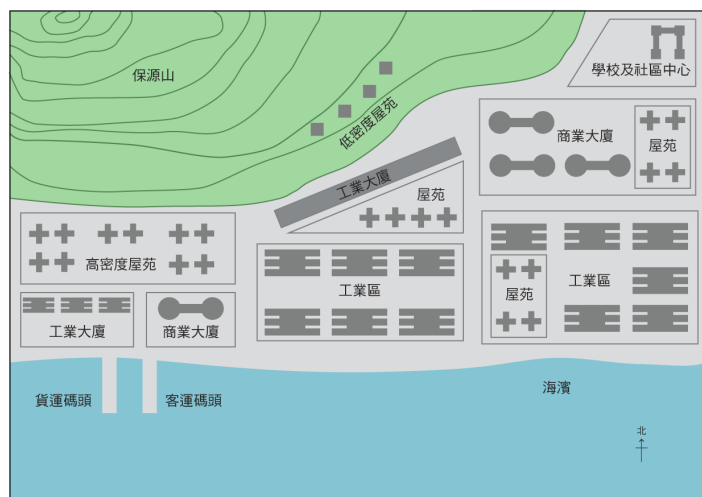 保源山
學校及社區中心
低密度屋苑
商業大廈
屋苑
工業大廈
屋苑
高密度屋苑
工業區
屋苑
工業區
工業大廈
商業大廈
貨運碼頭
客運碼頭
海濱
北